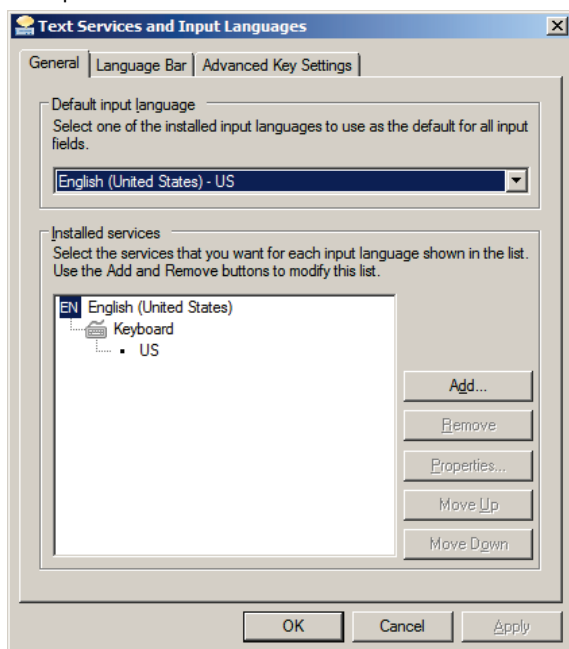 Text Services and Input Languages
General
Language Bar
Advanced Key Settings
Default input language
Select one of the installed input languages to use as the default for all input
fields.
English (United States) - US
Installed services
Select the services that you want for each input language shown in the list.
Use the Add and Remove buttons to modify this list.
EN English (United States)
Keyboard
US
Add...
Remove
Properties...
Move Up
Move Down
OK
Cancel
Apply